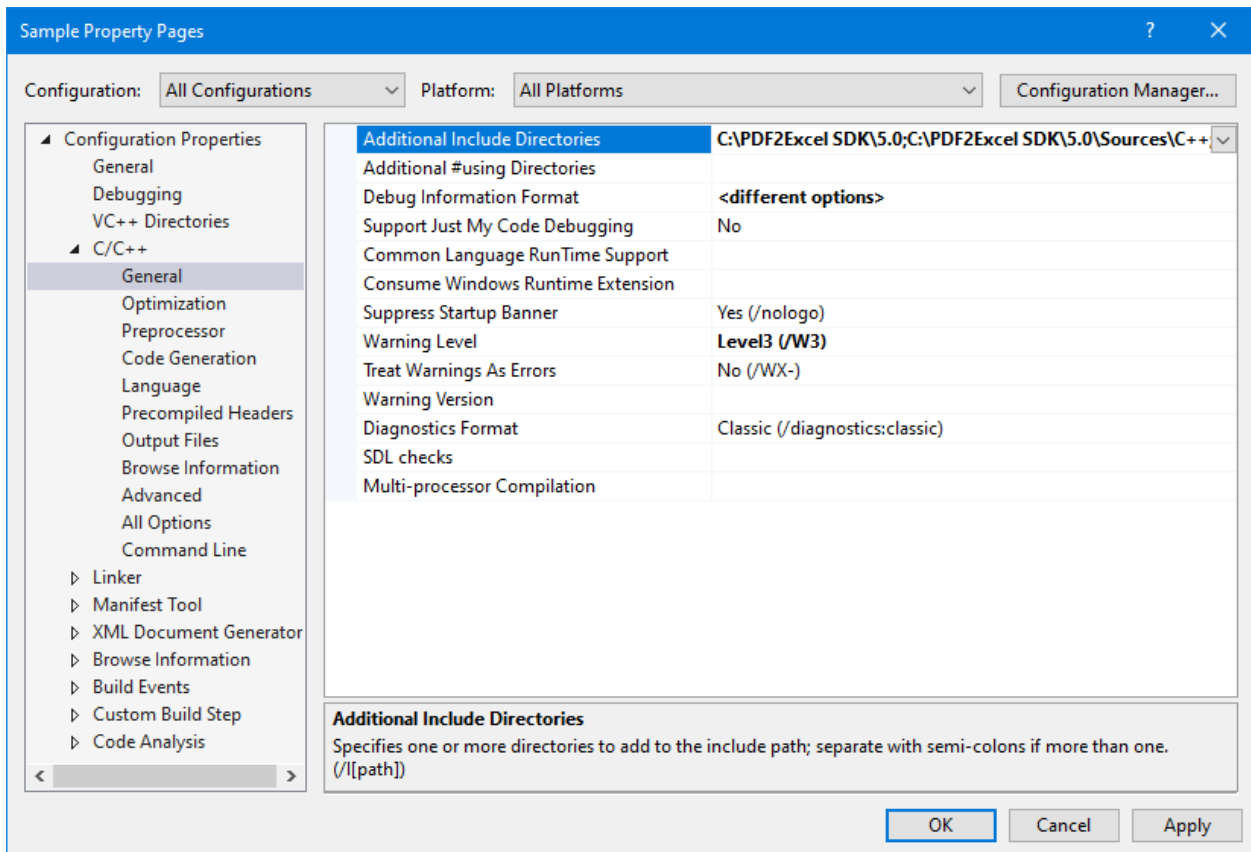 Sample Property Pages
Configuration: All Configurations Platform: All Platforms Configuration Manager...
Configuration Properties
General
Debugging
VC++ Directories
C/C++
General
Optimization
Preprocessor
Code Generation
Language
Precompiled Headers
Output Files
Browse Information
Advanced
All Options
Command Line
Linker
Manifest Tool
XML Document Generator
Browse Information
Build Events
Custom Build Step
Code Analysis
Additional Include Directories C:\PDF2Excel SDK\5.0;C:\PDF2Excel SDK\5.0\Sources\C++;
Additional #using Directories
Debug Information Format <different options>
Support Just My Code Debugging No
Common Language RunTime Support
Consume Windows Runtime Extension
Suppress Startup Banner Yes (/nologo)
Warning Level Level3 (/W3)
Treat Warnings As Errors No (/WX-)
Warning Version
Diagnostics Format Classic (/diagnostics:classic)
SDL checks
Multi-processor Compilation
Additional Include Directories
Specifies one or more directories to add to the include path; separate with semi-colons if more than one.
(/I[path])
OK Cancel Apply